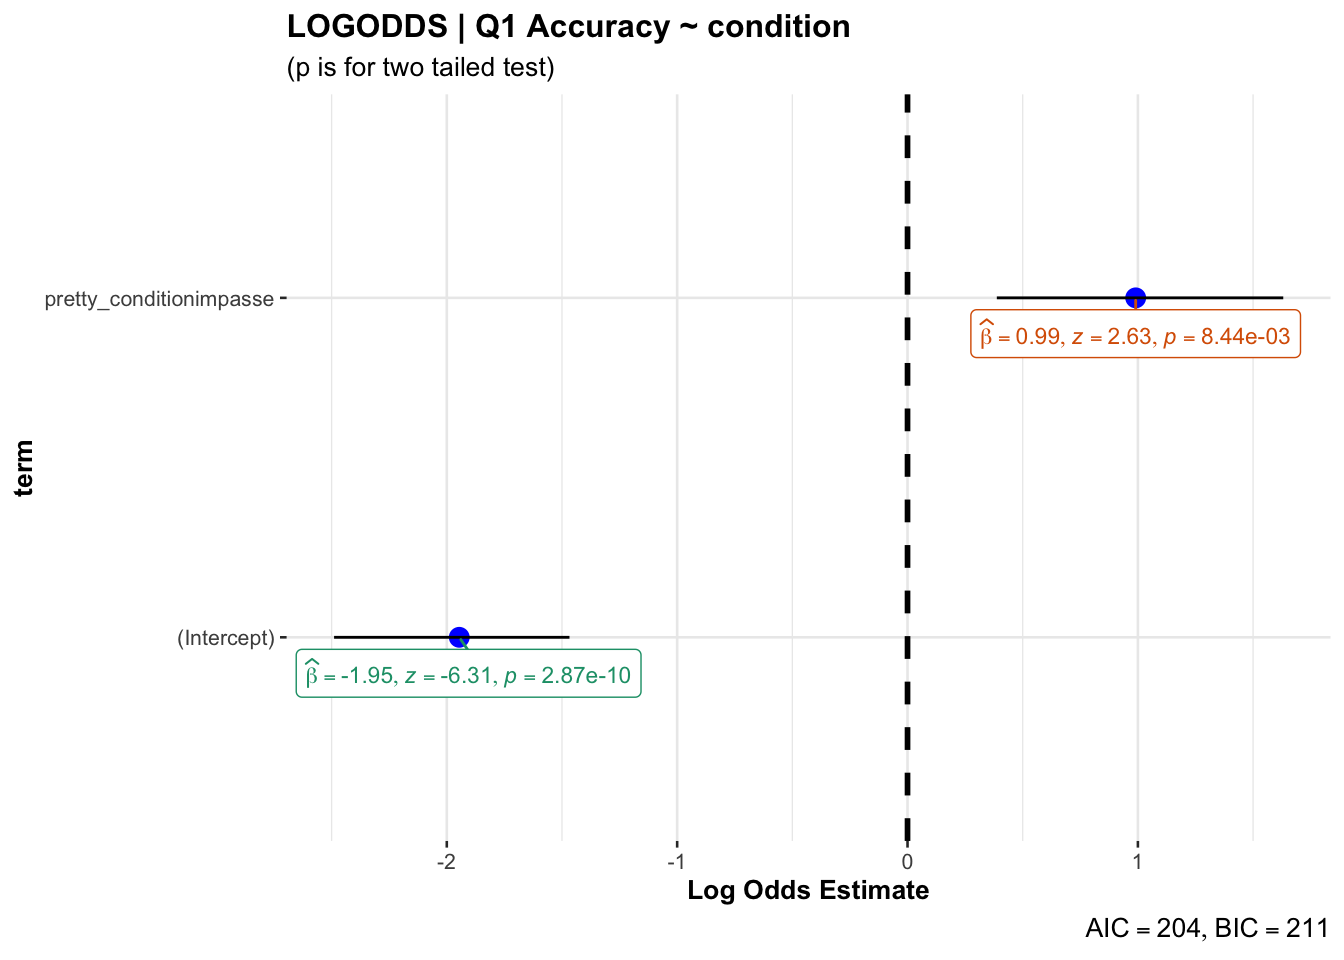 LOGODDS | Q1 Accuracy ~ condition
(p is for two tailed test)
pretty_conditionimpasse
β̂ = 0.99, z = 2.63, p = 8.44e-03
term
(Intercept)
β̂ = -1.95, z = -6.31, p = 2.87e-10
-2 -1 0 1
Log Odds Estimate
AIC = 204, BIC = 211